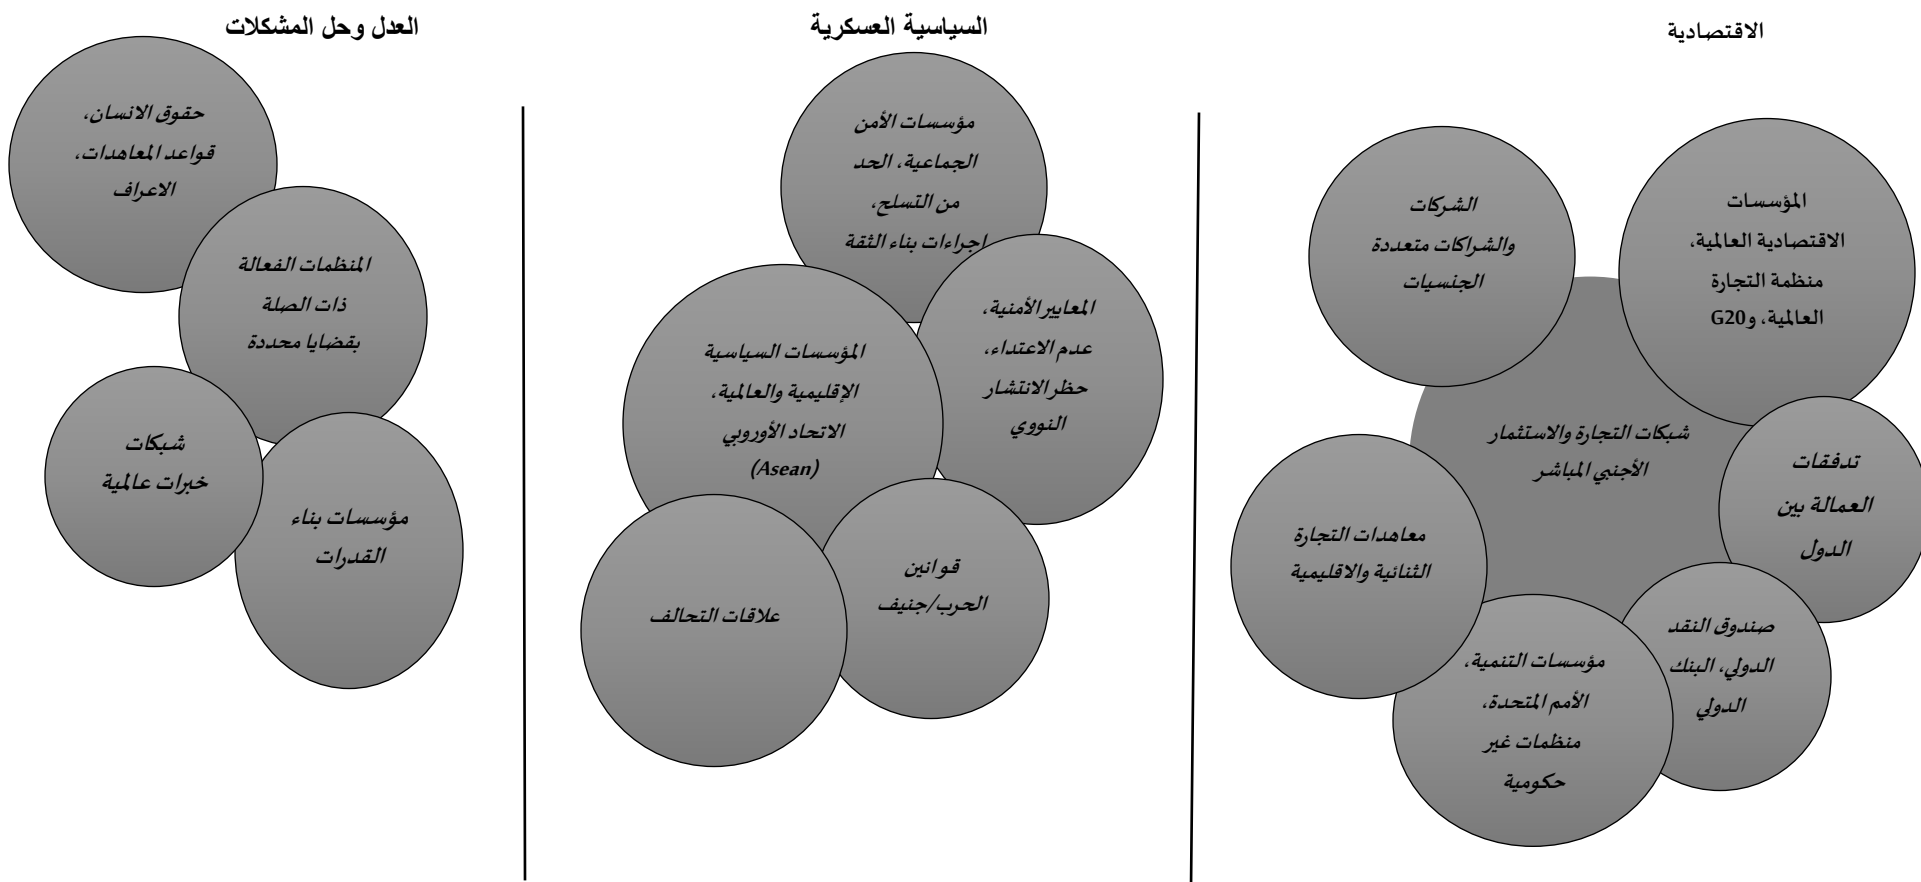 الاقتصادية
المؤسسات
الاقتصادية العالمية،
منظمة التجارة
العالمية، وG20
الشركات
والشراكات متعددة
الجنسيات
شبكات التجارة والاستثمار
الأجنبي المباشر
تدفقات
العمالة بين
الدول
معاهدات التجارة
الثنائية والاقليمية
صندوق النقد
الدولي، البنك
الدولي
مؤسسات التنمية،
الأمم المتحدة،
منظمات غير
حكومية
السياسية العسكرية
مؤسسات الأمن
الجماعية، الحد
من التسلح،
اجراءات بناء الثقة
المعايير الأمنية،
عدم الاعتداء،
حظر الانتشار
النووي
المؤسسات السياسية
الإقليمية والعالمية،
الاتحاد الأوروبي
(Asean)
قوانين
الحرب/جنيف
علاقات التحالف
العدل وحل المشكلات
حقوق الانسان،
قواعد المعاهدات،
الاعراف
المنظمات الفعالة
ذات الصلة
بقضايا محددة
شبكات
خبرات عالمية
مؤسسات بناء
القدرات